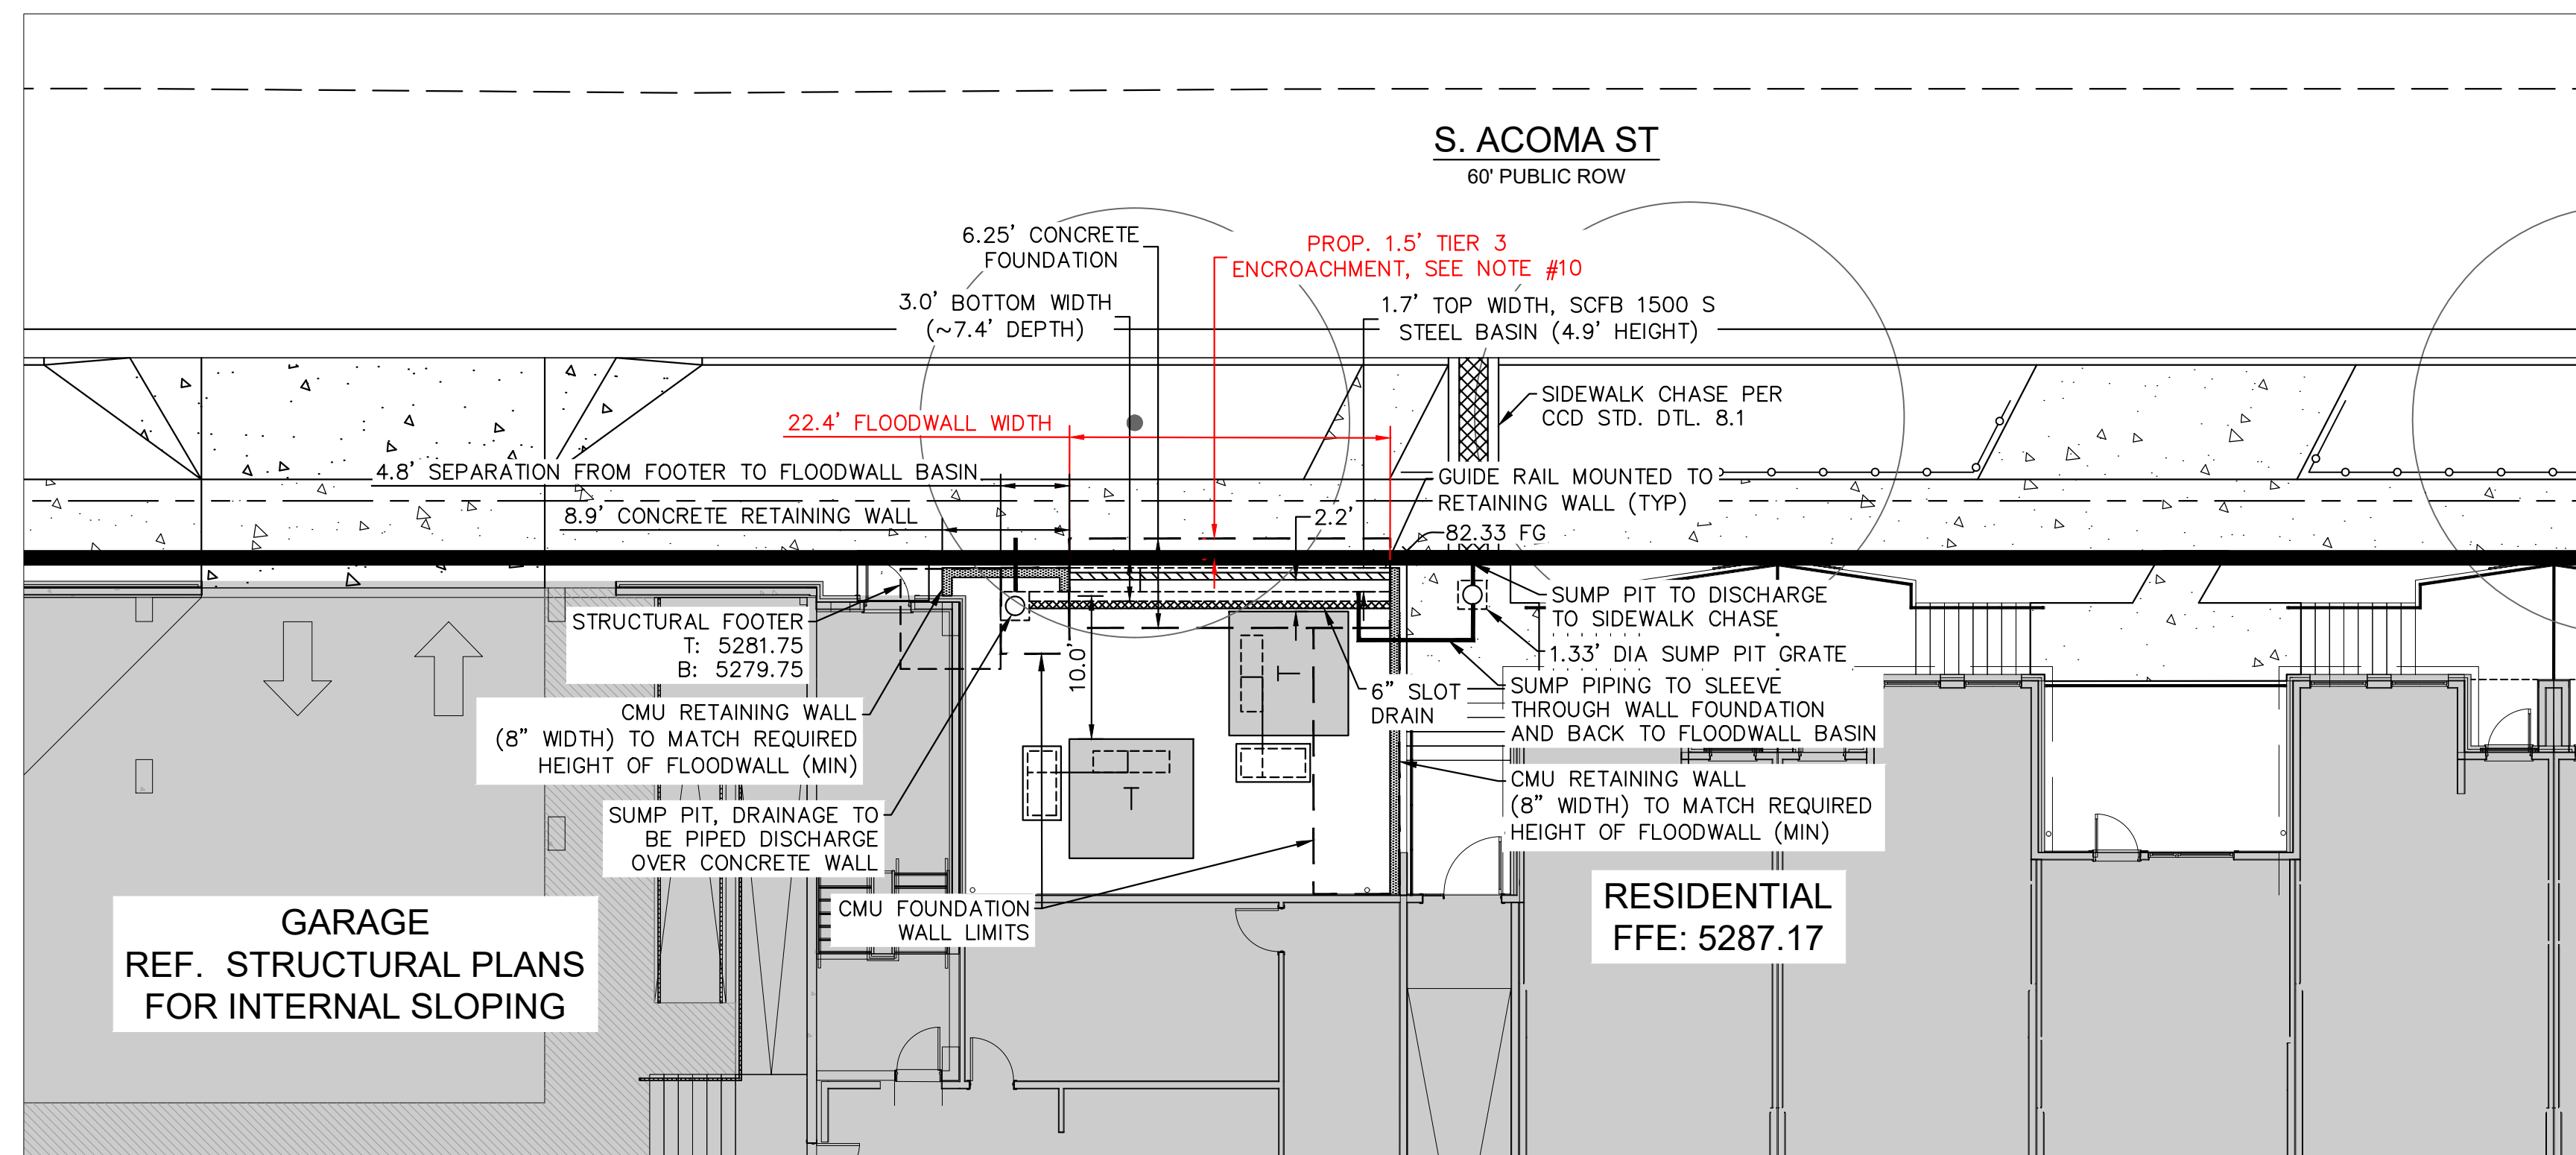 S. ACOMA ST
60' PUBLIC ROW
6.25' CONCRETE
FOUNDATION
PROP. 1.5' TIER 3
ENCROACHMENT, SEE NOTE #10
3.0' BOTTOM WIDTH
(~7.4' DEPTH)
1.7' TOP WIDTH, SCFB 1500 S
STEEL BASIN (4.9' HEIGHT)
SIDEWALK CHASE PER
CCD STD. DTL. 8.1
22.4' FLOODWALL WIDTH
4.8' SEPARATION FROM FOOTER TO FLOODWALL BASIN
GUIDE RAIL MOUNTED TO
RETAINING WALL (TYP)
8.9' CONCRETE RETAINING WALL
2.2'
82.33 FG
STRUCTURAL FOOTER
T: 5281.75
B: 5279.75
SUMP PIT TO DISCHARGE
TO SIDEWALK CHASE
1.33' DIA SUMP PIT GRATE
10.0'
T
6" SLOT
DRAIN
SUMP PIPING TO SLEEVE
THROUGH WALL FOUNDATION
AND BACK TO FLOODWALL BASIN
CMU RETAINING WALL
(8" WIDTH) TO MATCH REQUIRED
HEIGHT OF FLOODWALL (MIN)
T
CMU RETAINING WALL
(8" WIDTH) TO MATCH REQUIRED
HEIGHT OF FLOODWALL (MIN)
SUMP PIT, DRAINAGE TO
BE PIPED DISCHARGE
OVER CONCRETE WALL
CMU FOUNDATION
WALL LIMITS
GARAGE
REF. STRUCTURAL PLANS
FOR INTERNAL SLOPING
RESIDENTIAL
FFE: 5287.17